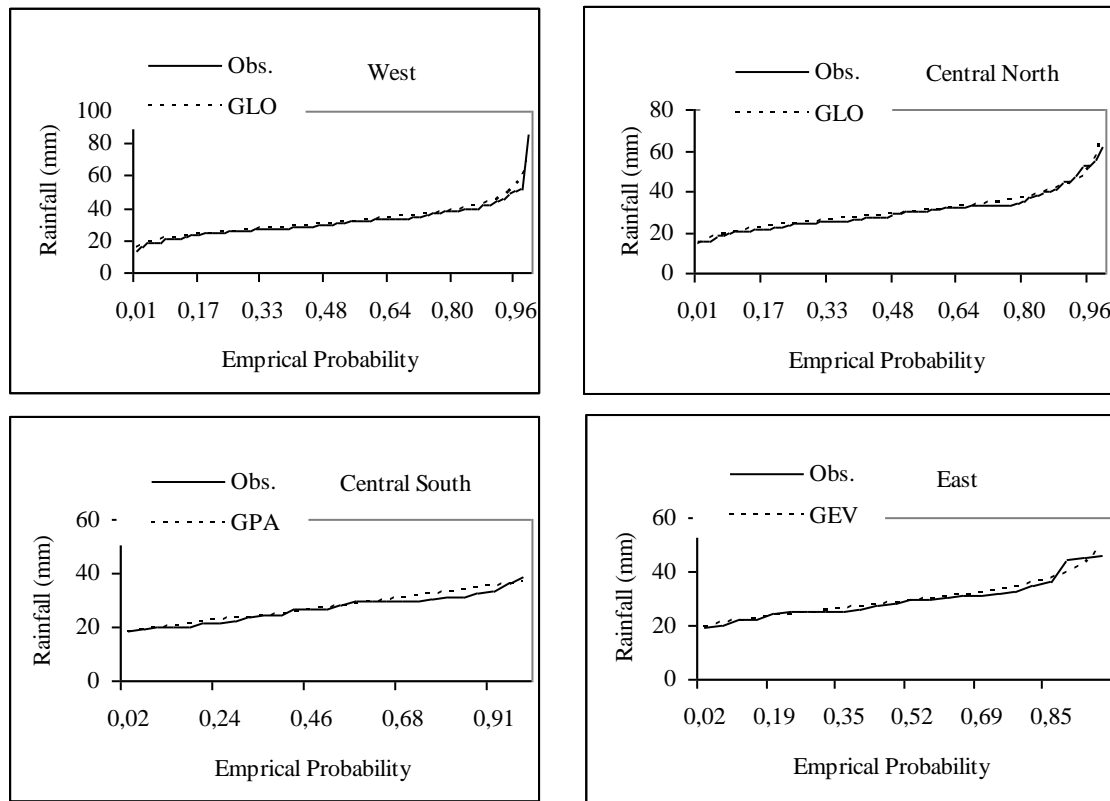 Obs.
West
GLO
100
80
60
40
20
0
Rainfall (mm)
0,01 0,17 0,33 0,48 0,64 0,80 0,96
Emprical Probability
Obs.
Central North
GLO
80
60
40
20
0
Rainfall (mm)
0,01 0,17 0,33 0,48 0,64 0,80 0,96
Emprical Probability
Obs.
Central South
GPA
60
40
20
0
Rainfall (mm)
0,02 0,24 0,46 0,68 0,91
Emprical Probability
Obs.
East
GEV
60
40
20
0
Rainfall (mm)
0,02 0,19 0,35 0,52 0,69 0,85
Emprical Probability